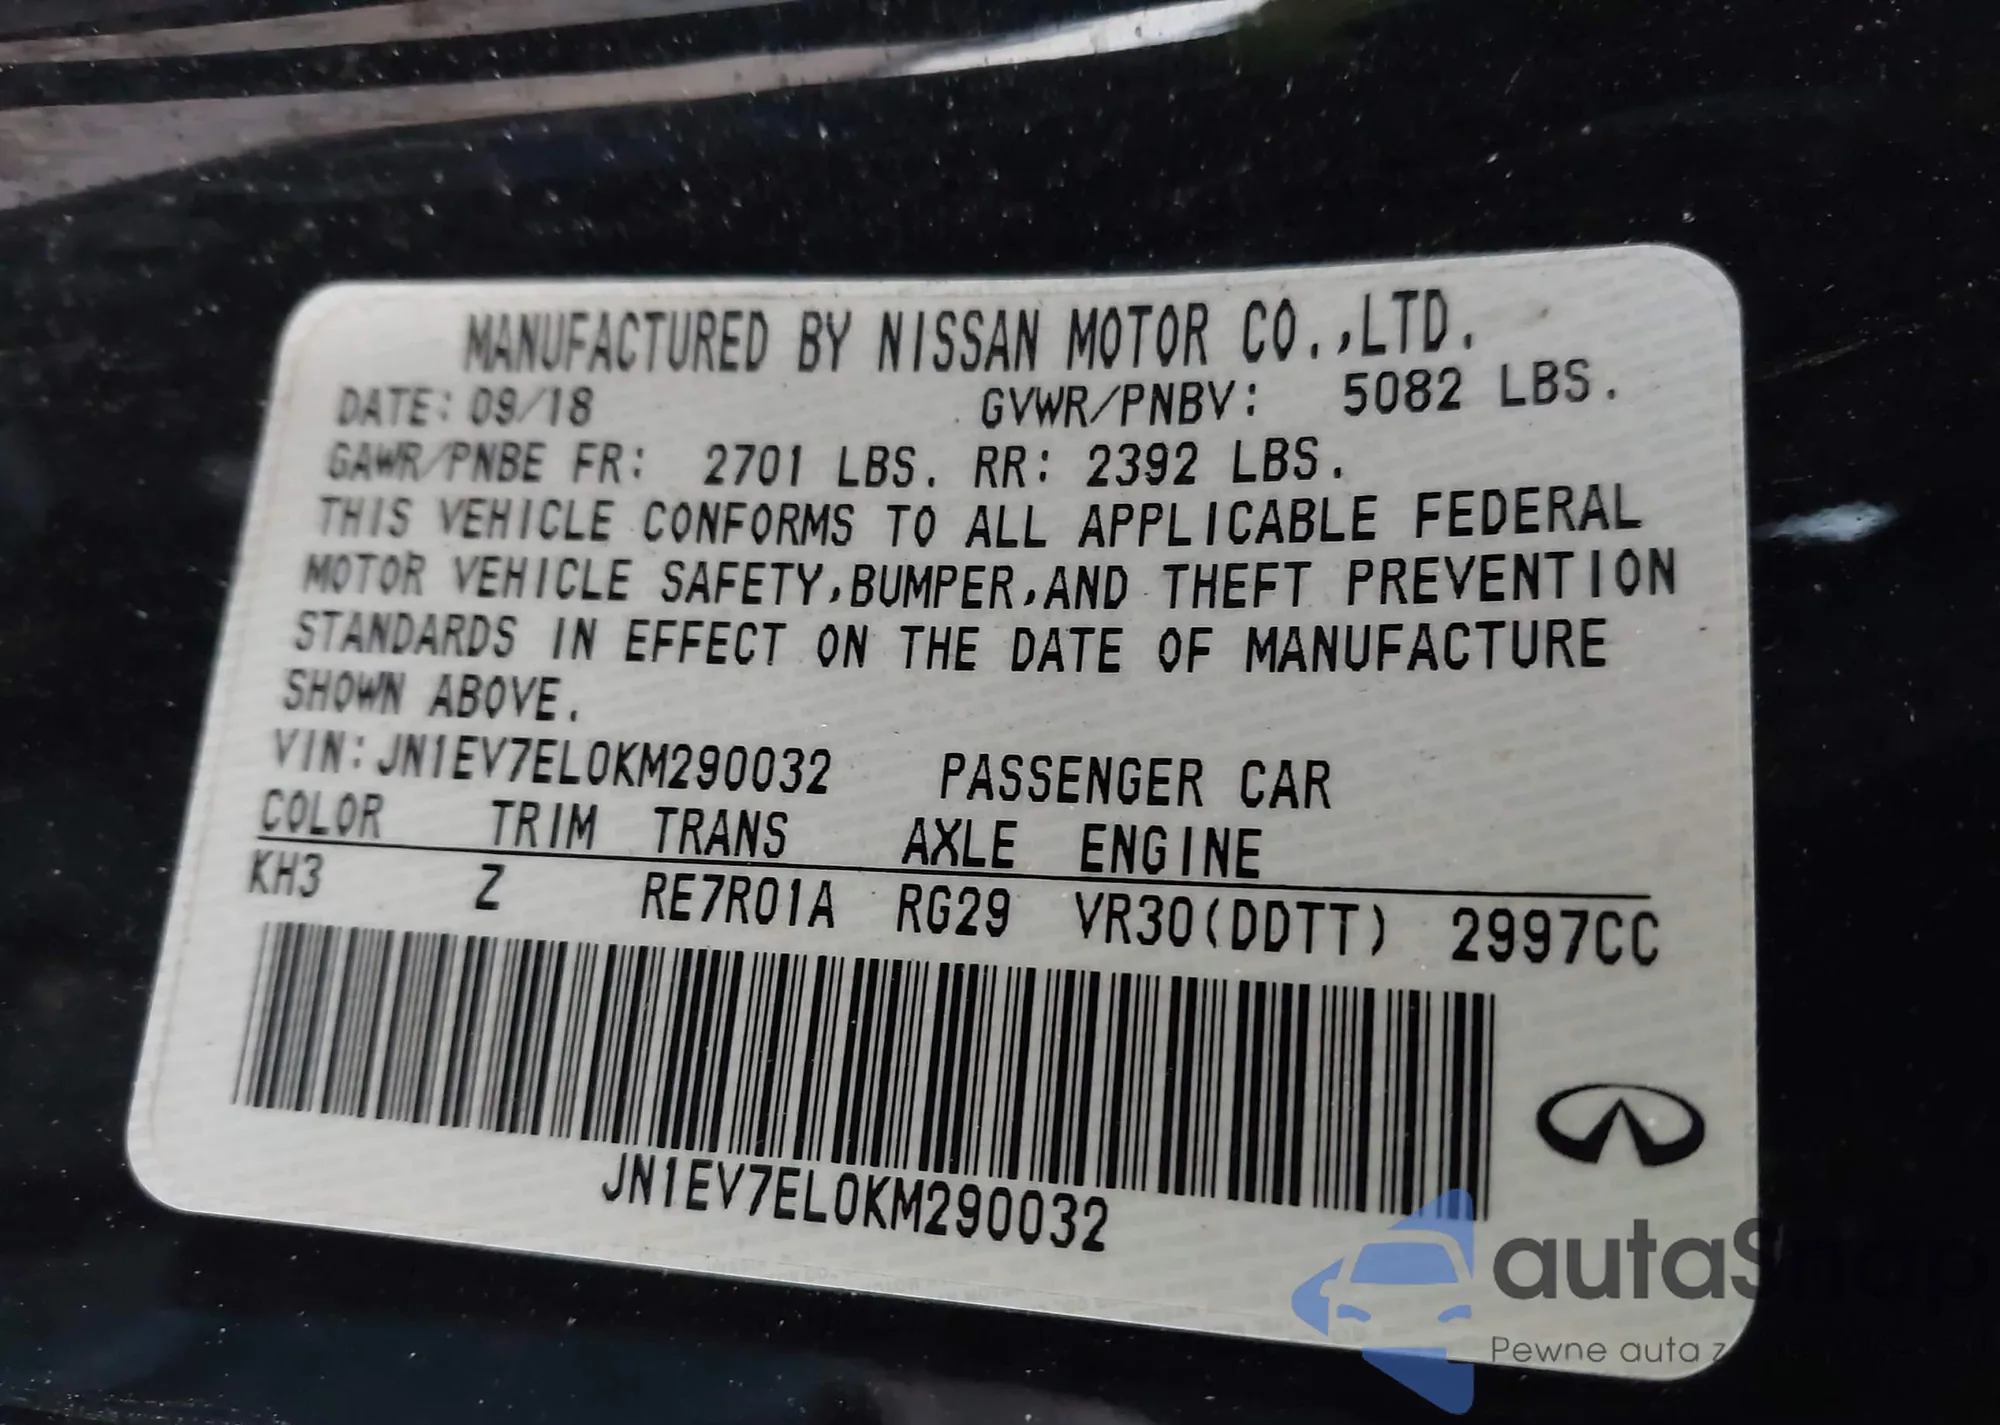 MANUFACTURED BY NISSAN MOTOR CO.,LTD.
DATE: 09/18 GVWR/PNBV: 5082 LBS.
GAWR/PNBE FR: 2701 LBS. RR: 2392 LBS.
THIS VEHICLE CONFORMS TO ALL APPLICABLE FEDERAL
MOTOR VEHICLE SAFETY,BUMPER,AND THEFT PREVENTION
STANDARDS IN EFFECT ON THE DATE OF MANUFACTURE
SHOWN ABOVE.
VIN:JN1EV7EL0KM290032 PASSENGER CAR
COLOR TRIM TRANS AXLE ENGINE
KH3 Z RE7R01A RG29 VR30(DDTT) 2997CC
JN1EV7EL0KM290032
autaSnap
Pewne auta z